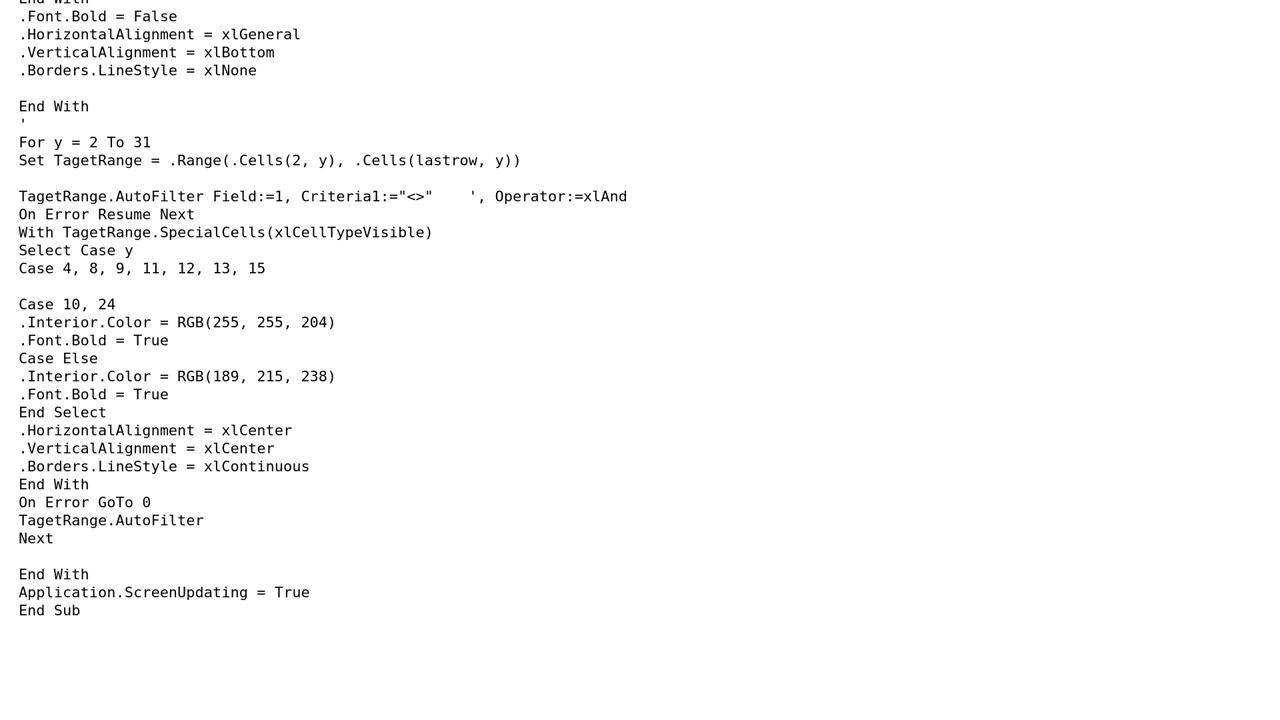 End With
.Font.Bold = False
.HorizontalAlignment = xlGeneral
.VerticalAlignment = xlBottom
.Borders.LineStyle = xlNone
End With
'
For y = 2 To 31
Set TagetRange = .Range(.Cells(2, y), .Cells(lastrow, y))
TagetRange.AutoFilter Field:=1, Criteria1:="<>"    ', Operator:=xlAnd
On Error Resume Next
With TagetRange.SpecialCells(xlCellTypeVisible)
Select Case y
Case 4, 8, 9, 11, 12, 13, 15
Case 10, 24
.Interior.Color = RGB(255, 255, 204)
.Font.Bold = True
Case Else
.Interior.Color = RGB(189, 215, 238)
.Font.Bold = True
End Select
.HorizontalAlignment = xlCenter
.VerticalAlignment = xlCenter
.Borders.LineStyle = xlContinuous
End With
On Error GoTo 0
TagetRange.AutoFilter
Next
End With
Application.ScreenUpdating = True
End Sub